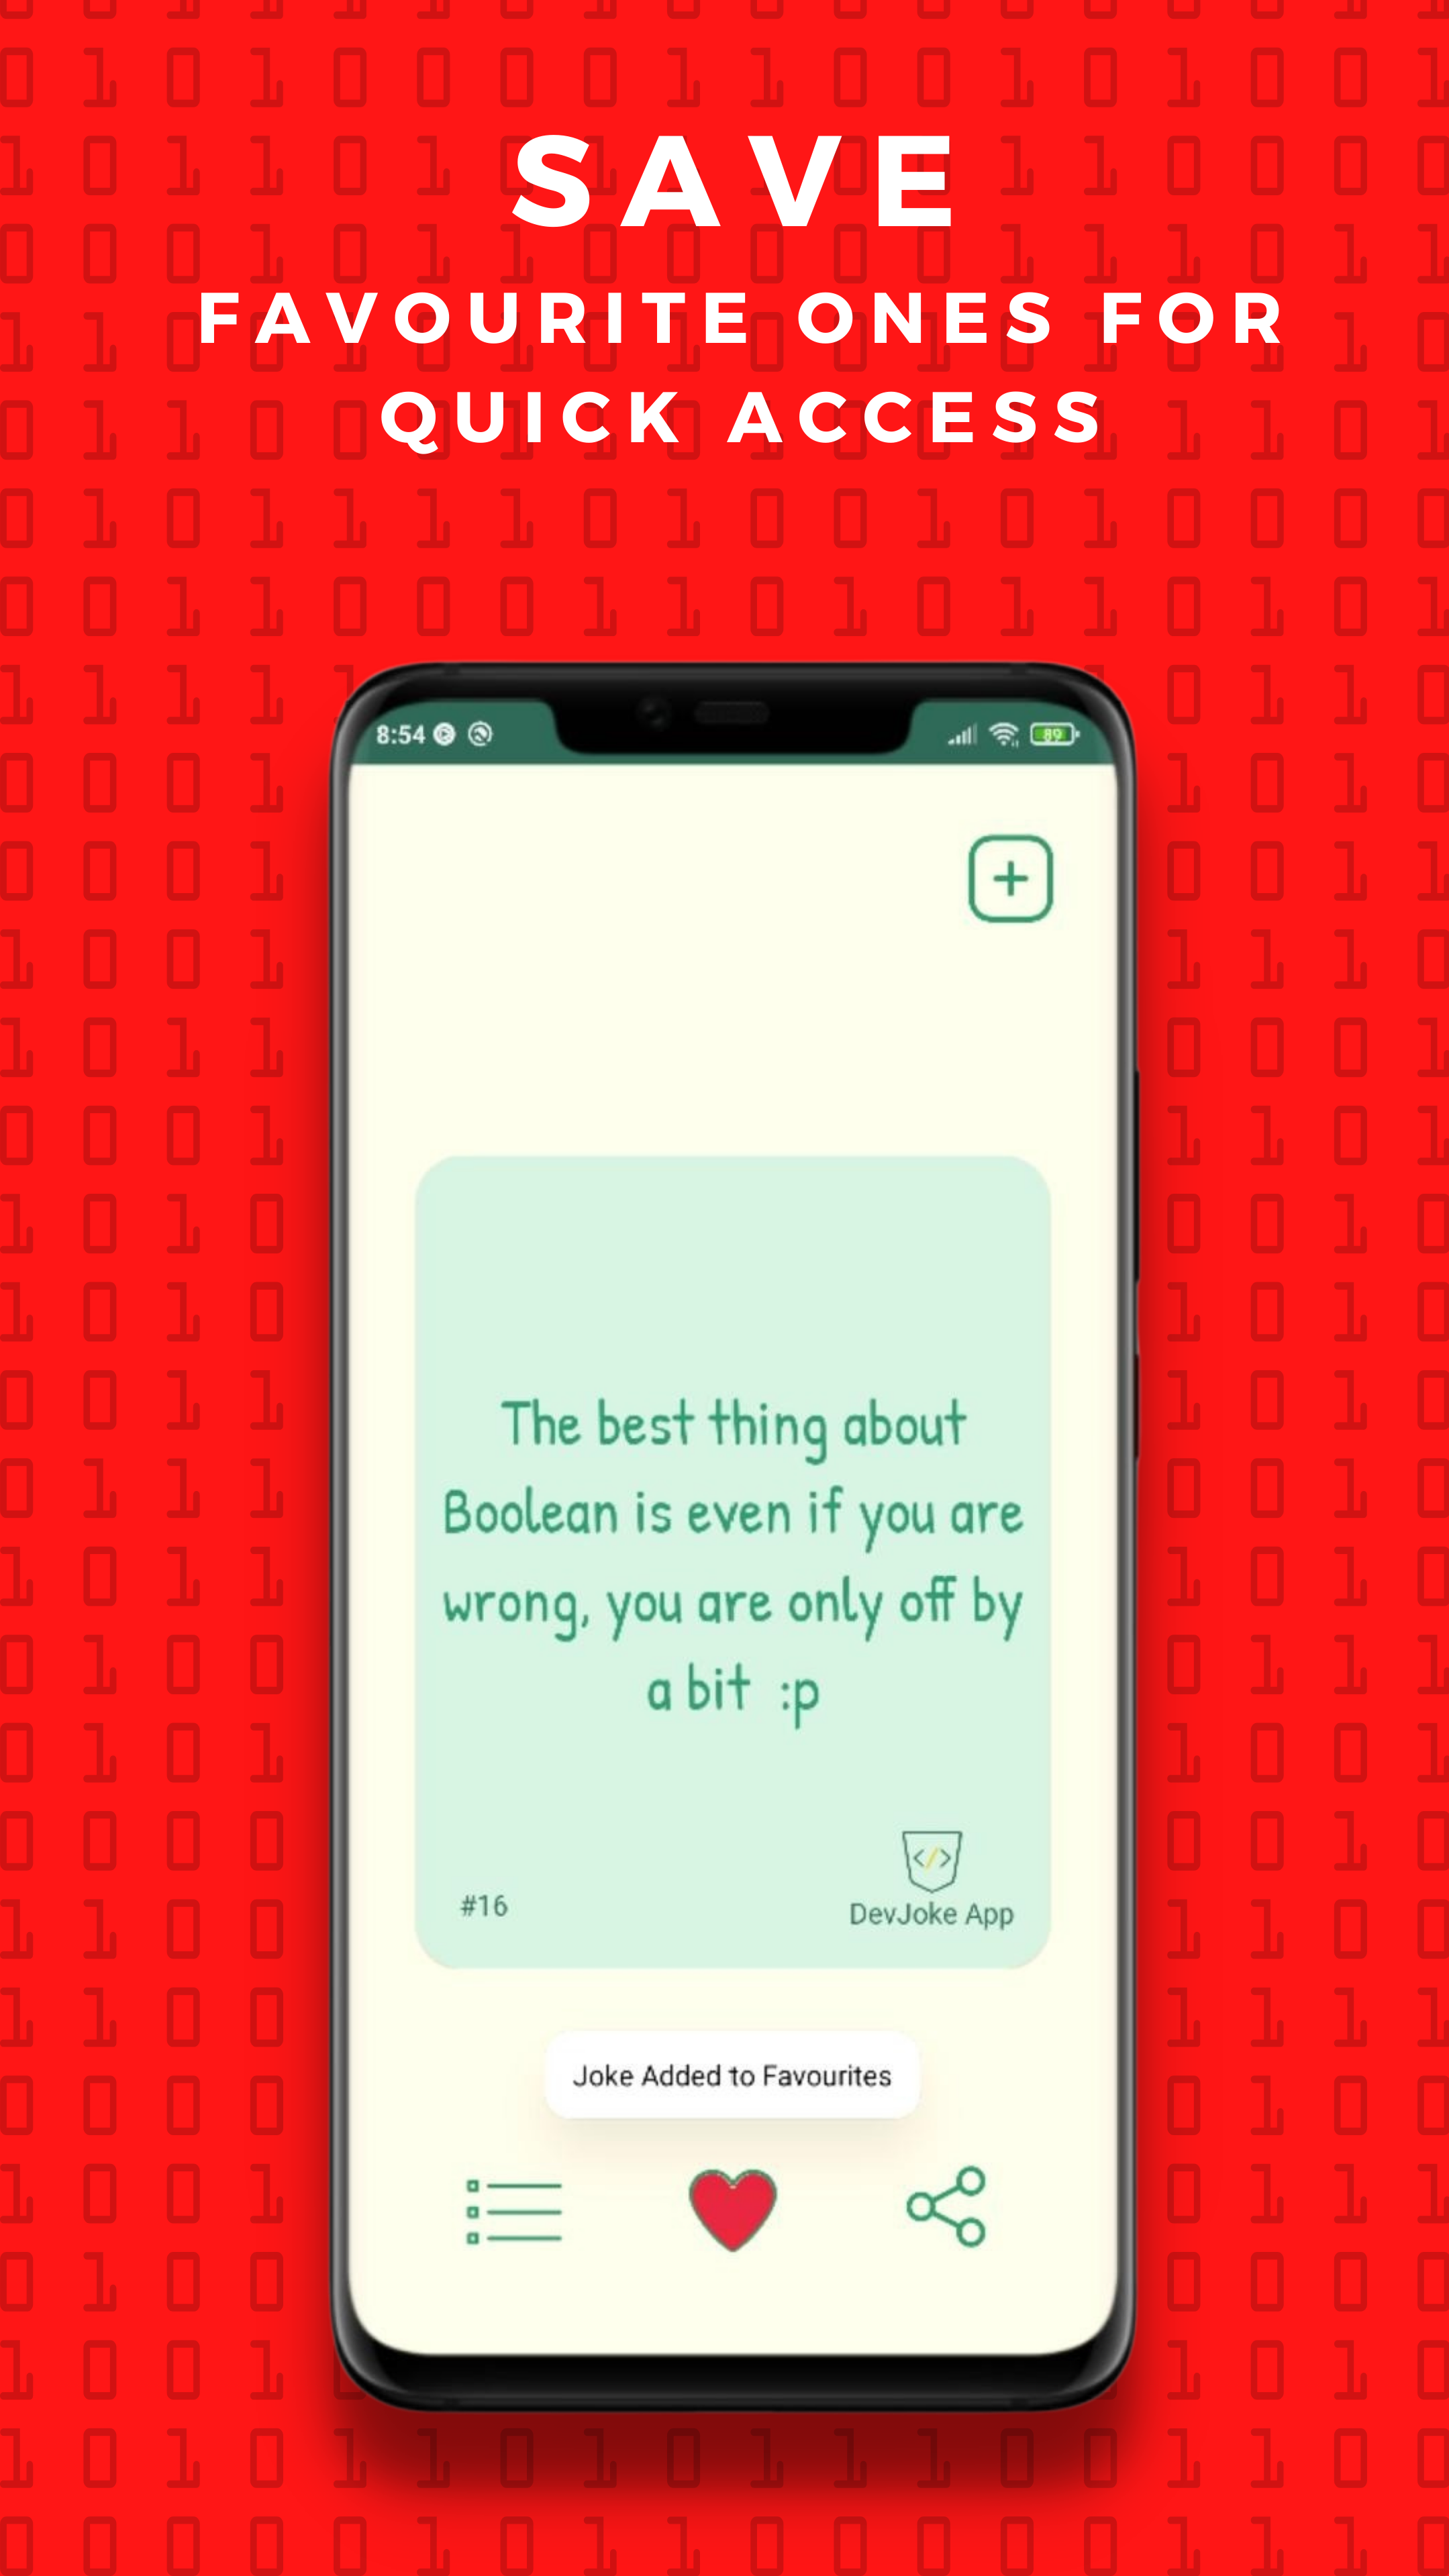 SAVE
FAVOURITE ONES FOR
QUICK ACCESS
8:54
89
The best thing about
Boolean is even if you are
wrong, you are only off by
a bit :p
#16
</>
DevJoke App
Joke Added to Favourites